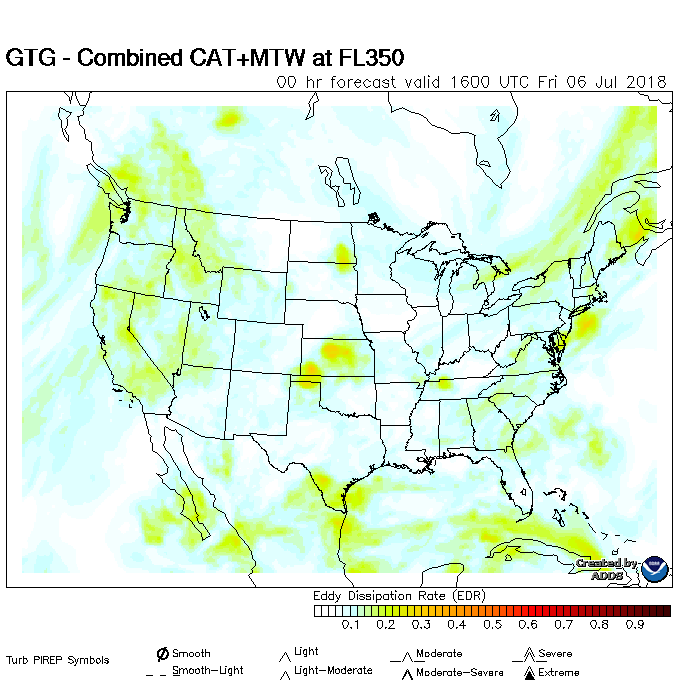 GTG - Combined CAT+MTW at FL350
00 hr forecast valid 1600 UTC Fri 06 Jul 2018
Created by
ADDS
Eddy Dissipation Rate (EDR)
0.1 0.2 0.3 0.4 0.5 0.6 0.7 0.8 0.9
Turb PIREP Symbols
Smooth Light Moderate Severe
Smooth-Light Light-Moderate Moderate-Severe Extreme